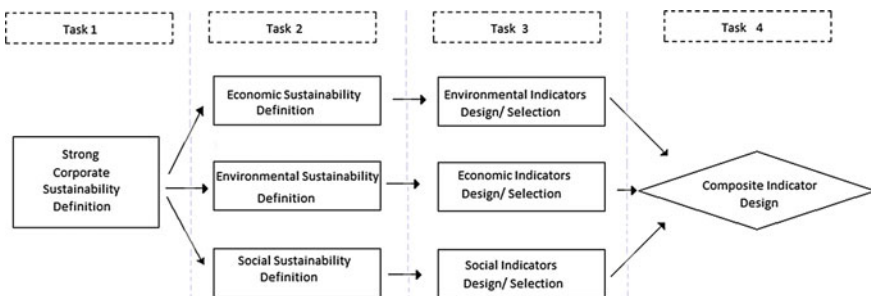 Task 1
Task 2
Task 3
Task 4
Strong
Corporate
Sustainability
Definition
Economic Sustainability
Definition
Environmental Sustainability
Definition
Social Sustainability
Definition
Environmental Indicators
Design/ Selection
Economic Indicators
Design/ Selection
Social Indicators
Design/ Selection
Composite Indicator
Design